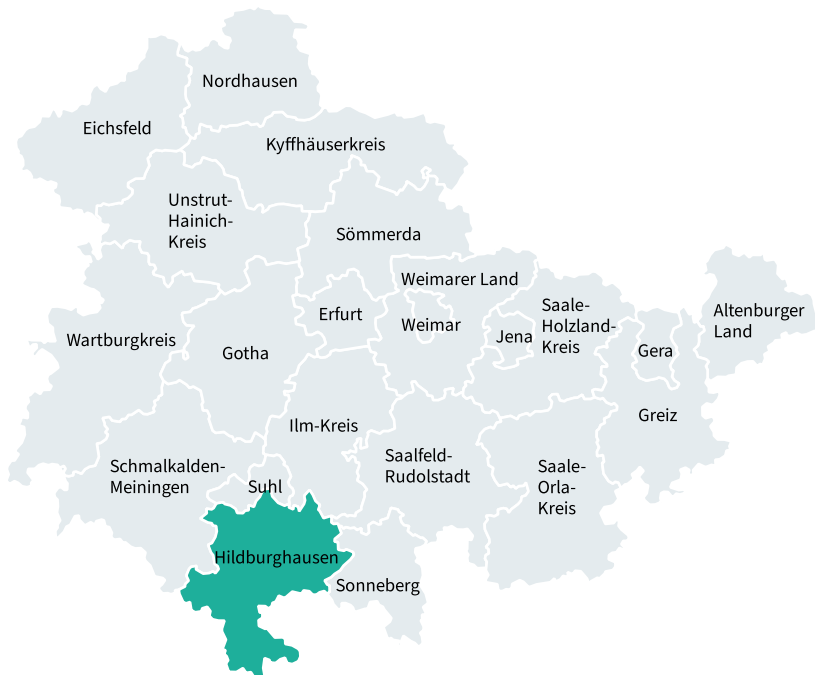 Nordhausen
Eichsfeld
Kyffhäuserkreis
Unstrut-
Hainich-
Kreis
Sömmerda
Weimarer Land
Saale-
Holzland-
Kreis
Altenburger
Land
Erfurt
Weimar
Jena
Gera
Wartburgkreis
Gotha
Greiz
Ilm-Kreis
Saalfeld-
Rudolstadt
Saale-
Orla-
Kreis
Schmalkalden-
Meiningen
Suhl
Hildburghausen
Sonneberg